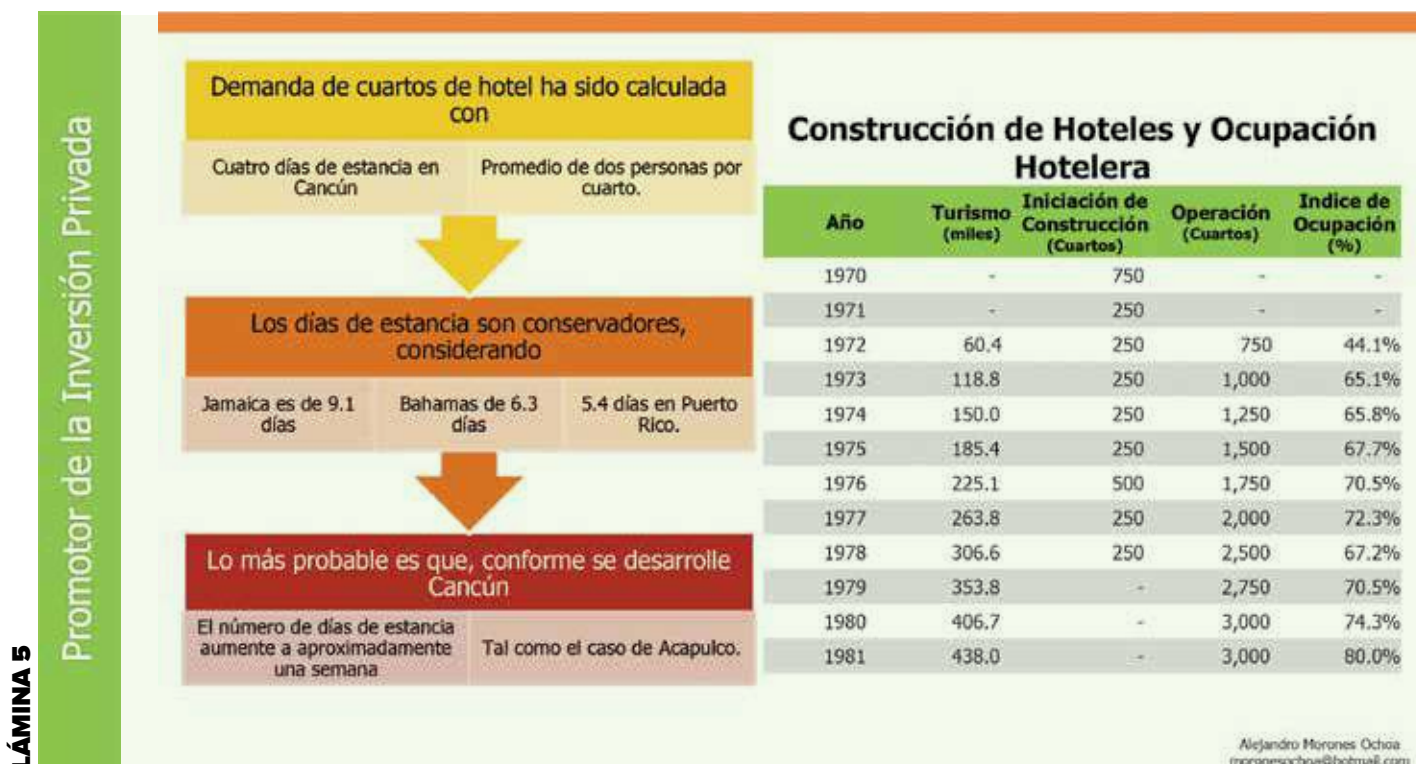 LÁMINA 5
Promotor de la Inversión Privada
Demanda de cuartos de hotel ha sido calculada
con
Cuatro días de estancia en
Cancún
Promedio de dos personas por
cuarto.
Los días de estancia son conservadores,
considerando
Jamaica es de 9.1
días
Bahamas de 6.3
días
5.4 días en Puerto
Rico.
Lo más probable es que, conforme se desarrolle
Cancún
El número de días de estancia
aumente a aproximadamente
una semana
Tal como el caso de Acapulco.
Construcción de Hoteles y Ocupación
Hotelera
Año Turismo (miles) Iniciación de Construcción (Cuartos) Operación (Cuartos) Indice de Ocupación (%)
1970 - 750 - -
1971 - 250 - -
1972 60.4 250 750 44.1%
1973 118.8 250 1,000 65.1%
1974 150.0 250 1,250 65.8%
1975 185.4 250 1,500 67.7%
1976 225.1 500 1,750 70.5%
1977 263.8 250 2,000 72.3%
1978 306.6 250 2,500 67.2%
1979 353.8 - 2,750 70.5%
1980 406.7 - 3,000 74.3%
1981 438.0 - 3,000 80.0%
Alejandro Morones Ochoa
moronesochoa@hotmail.com